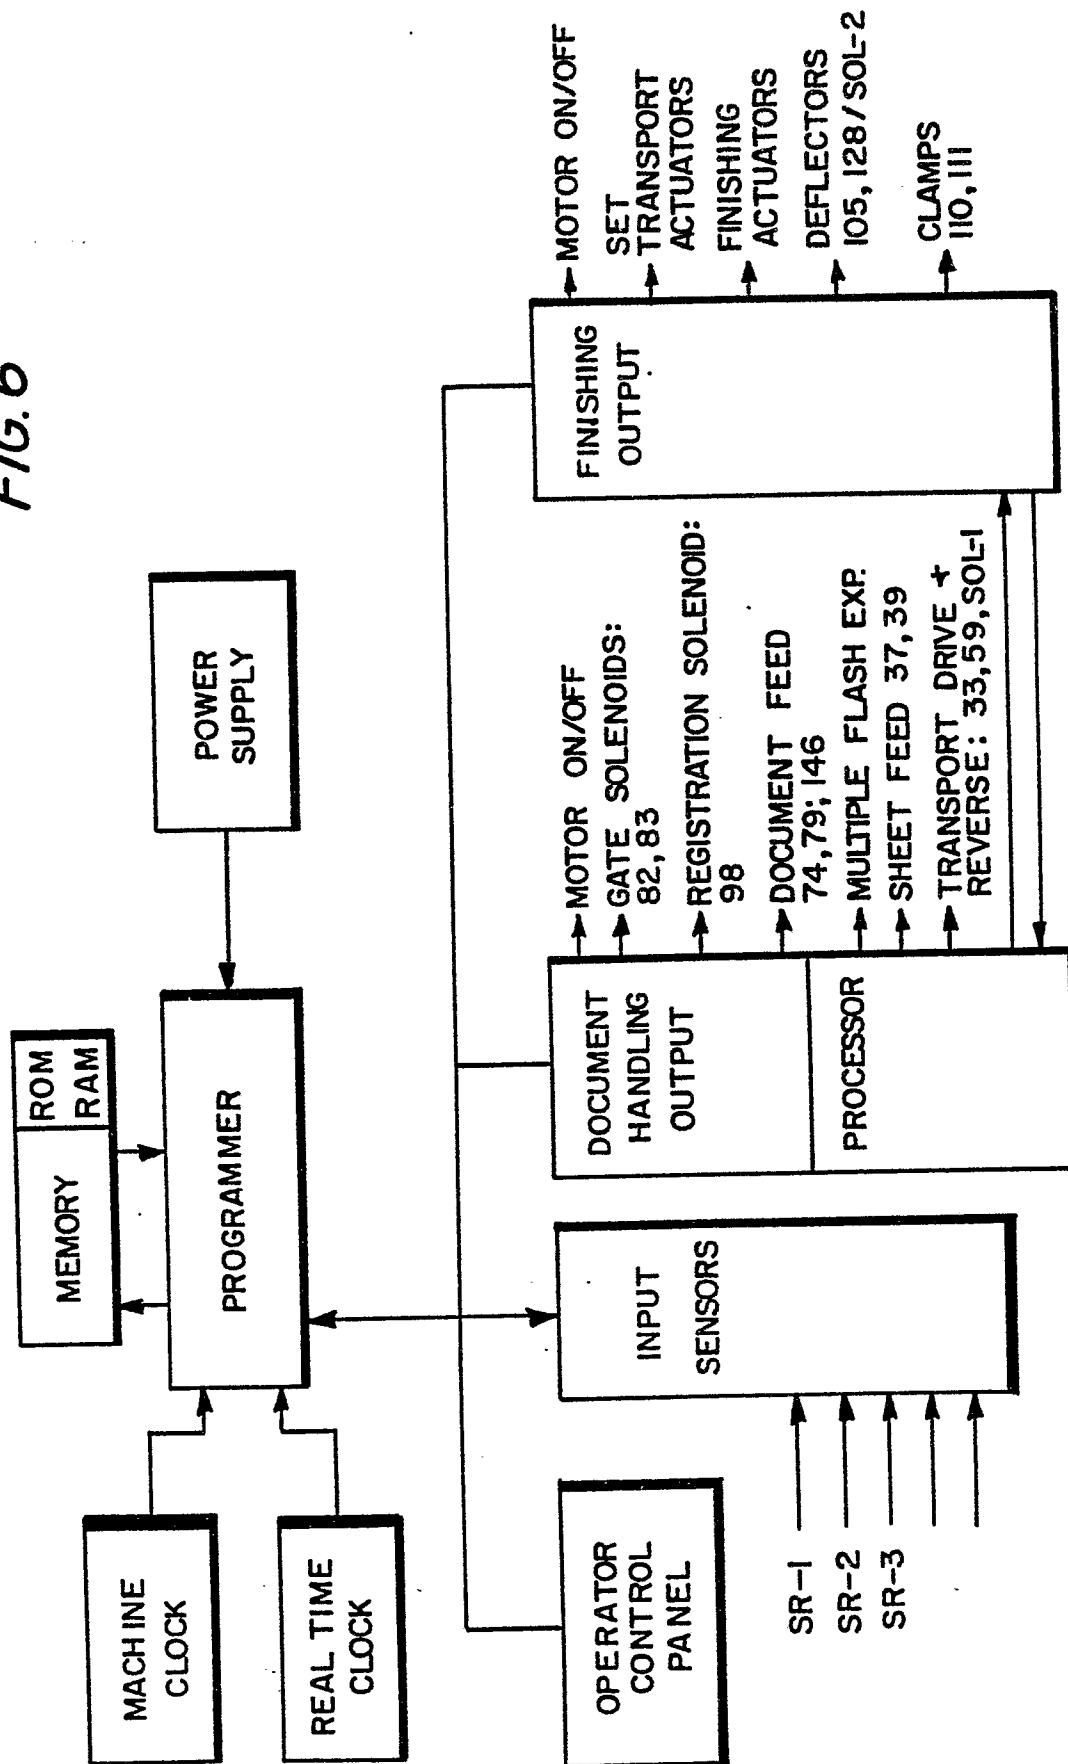 FIG. 6
MACHINE
CLOCK
REAL TIME
CLOCK
MEMORY
ROM
RAM
PROGRAMMER
POWER
SUPPLY
OPERATOR
CONTROL
PANEL
SR-1
SR-2
SR-3
INPUT
SENSORS
DOCUMENT
HANDLING
OUTPUT
PROCESSOR
MOTOR ON/OFF
GATE SOLENOIDS:
82,83
REGISTRATION SOLENOID:
98
DOCUMENT FEED
74,79; 146
MULTIPLE FLASH EXP.
SHEET FEED 37,39
TRANSPORT DRIVE +
REVERSE: 33,59,SOL-1
FINISHING
OUTPUT
MOTOR ON/OFF
SET
TRANSPORT
ACTUATORS
FINISHING
ACTUATORS
DEFLECTORS
105,128/SOL-2
CLAMPS
110,111